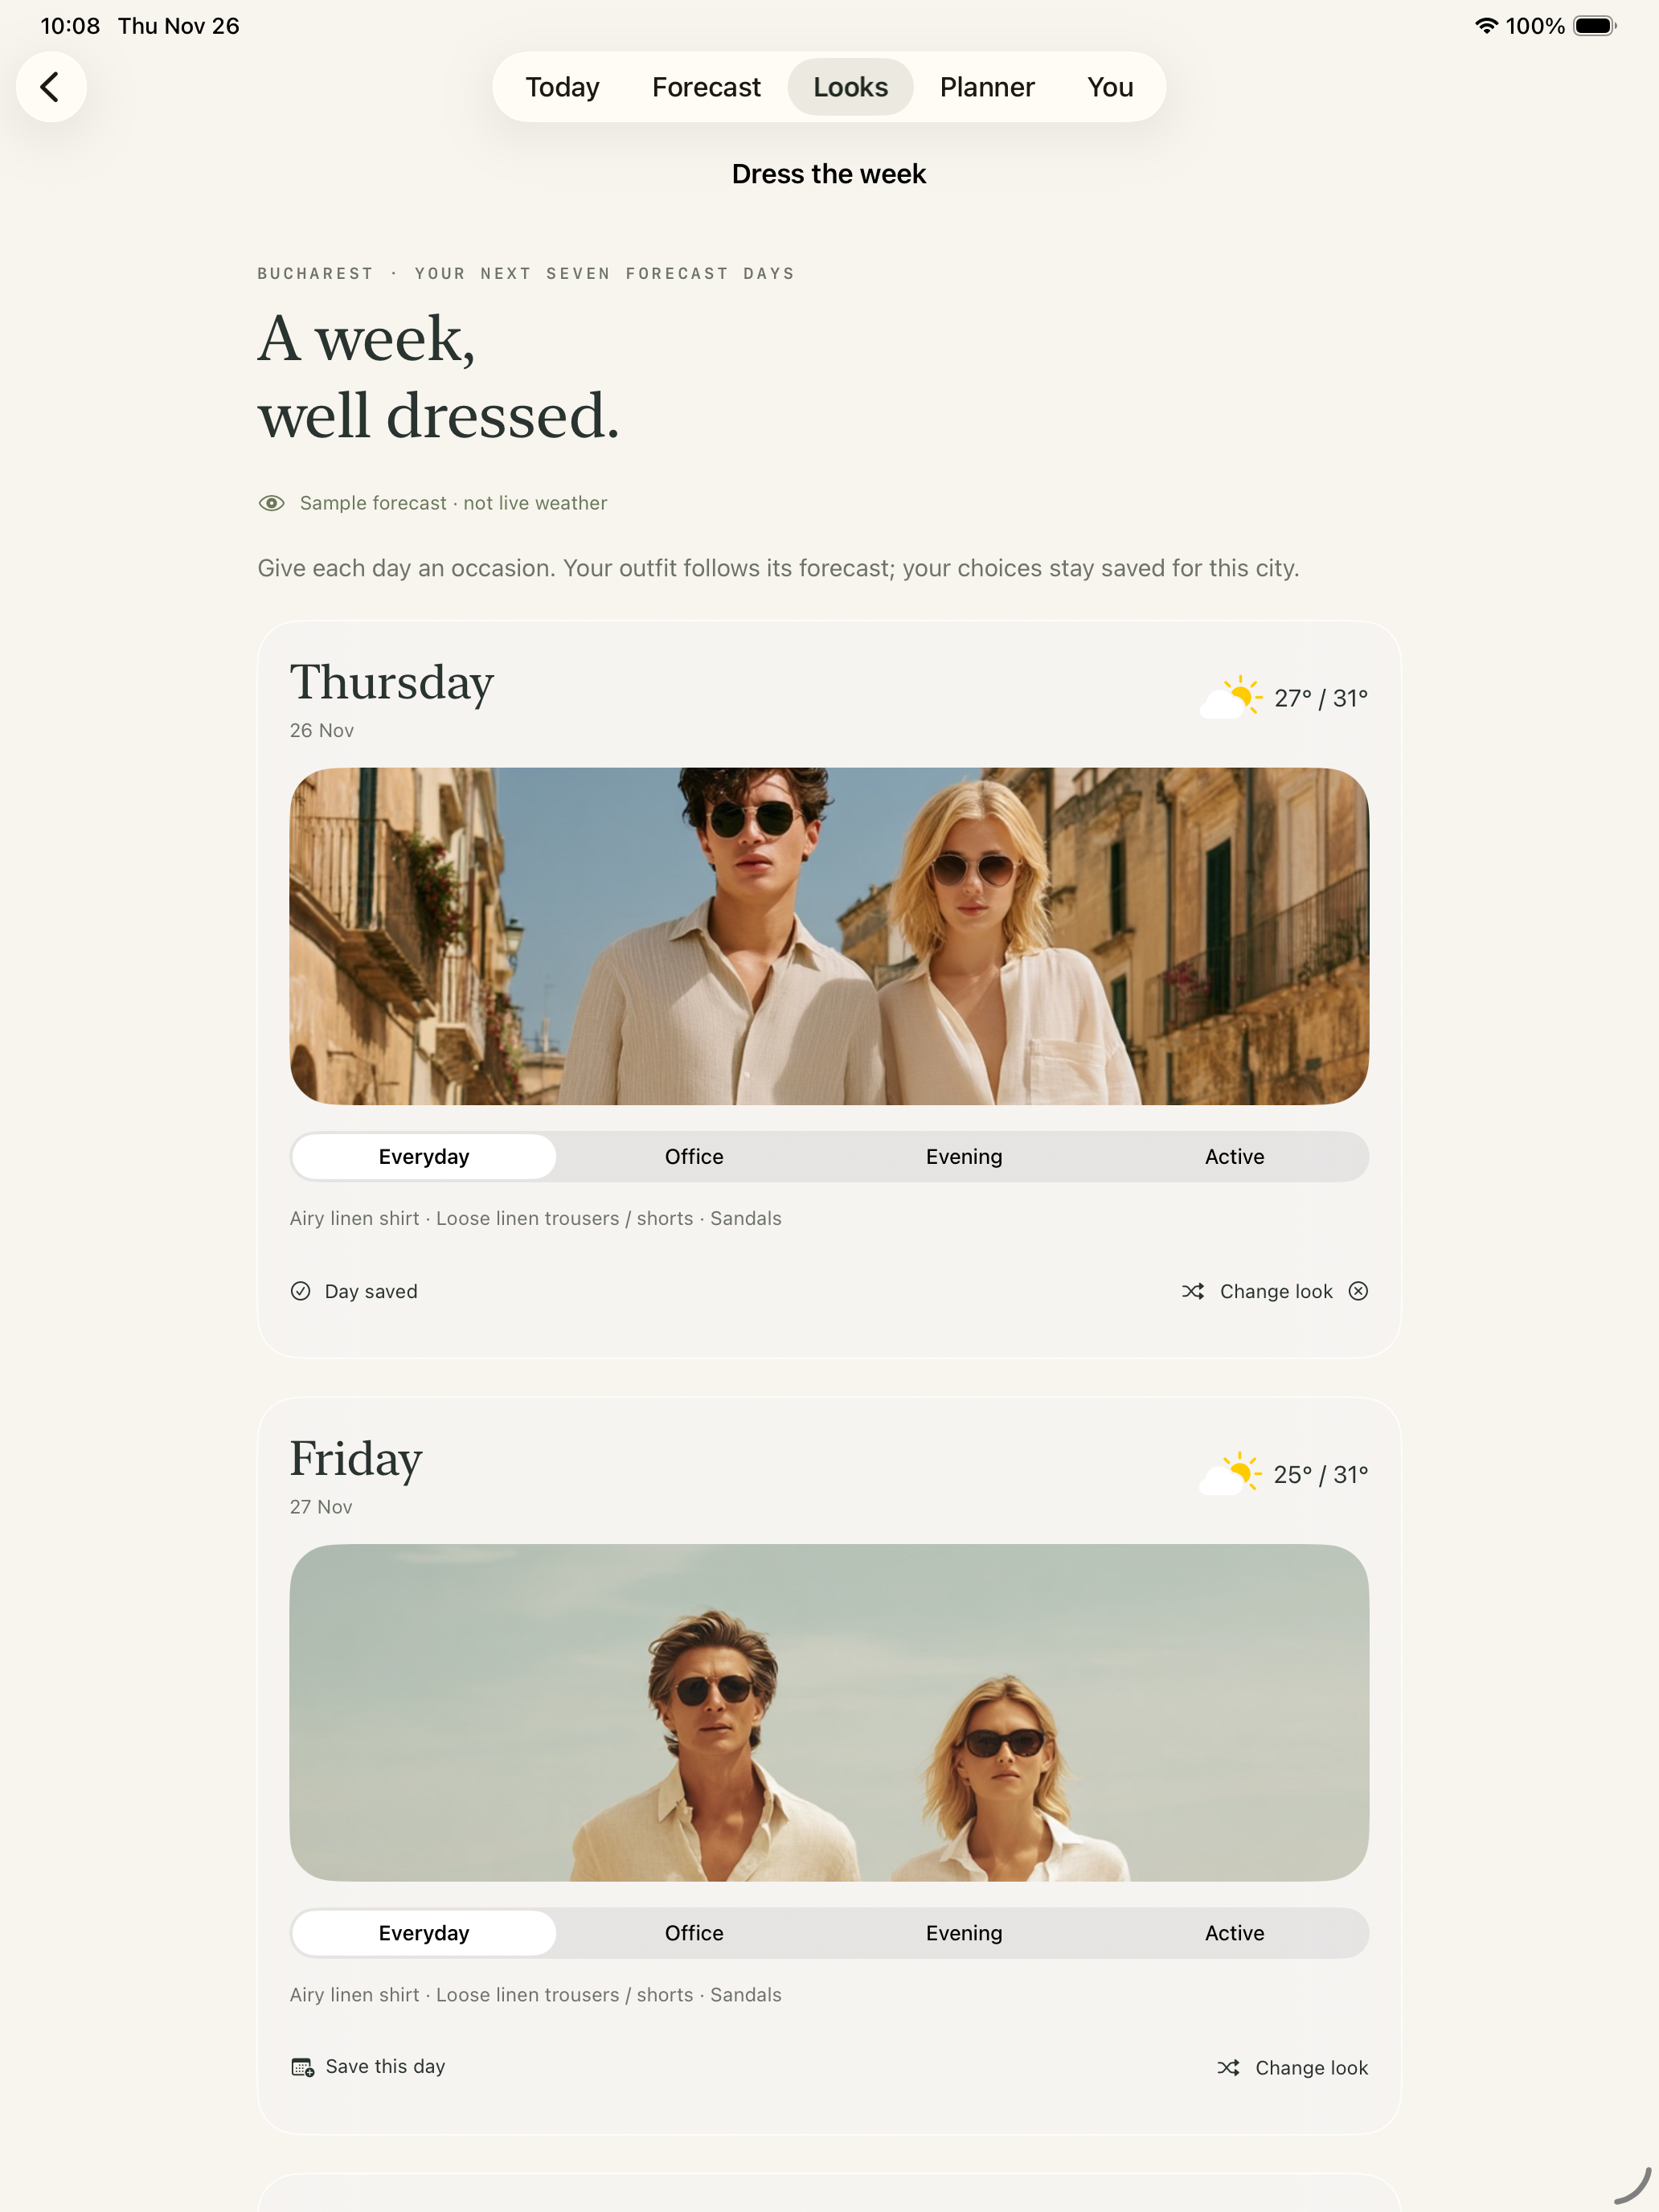 10:08 Thu Nov 26
100%
Today Forecast Looks Planner You
Dress the week
BUCHAREST · YOUR NEXT SEVEN FORECAST DAYS
A week,
well dressed.
Sample forecast · not live weather
Give each day an occasion. Your outfit follows its forecast; your choices stay saved for this city.
Thursday
27° / 31°
26 Nov
Everyday Office Evening Active
Airy linen shirt · Loose linen trousers / shorts · Sandals
Day saved
Change look
Friday
25° / 31°
27 Nov
Everyday Office Evening Active
Airy linen shirt · Loose linen trousers / shorts · Sandals
Save this day
Change look